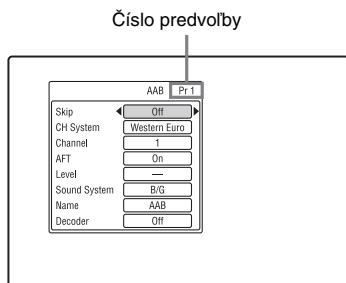 Číslo predvoľby
AAB Pr 1
Skip Off
CH System Western Euro
Channel 1
AFT On
Level —
Sound System B/G
Name AAB
Decoder Off